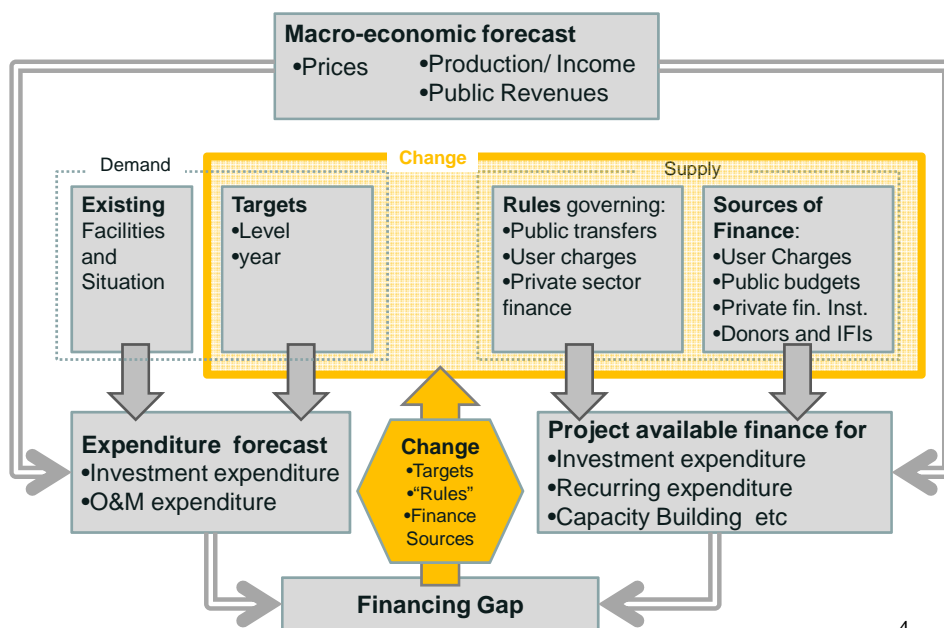 Macro-economic forecast
•Prices
•Production/ Income
•Public Revenues
Change
Demand
Supply
Existing
Facilities
and
Situation
Targets
•Level
•year
Rules governing:
•Public transfers
•User charges
•Private sector
finance
Sources of
Finance:
•User Charges
•Public budgets
•Private fin. Inst.
•Donors and IFIs
Expenditure forecast
•Investment expenditure
•O&M expenditure
Change
•Targets
•“Rules”
•Finance
Sources
Project available finance for
•Investment expenditure
•Recurring expenditure
•Capacity Building etc
Financing Gap
4